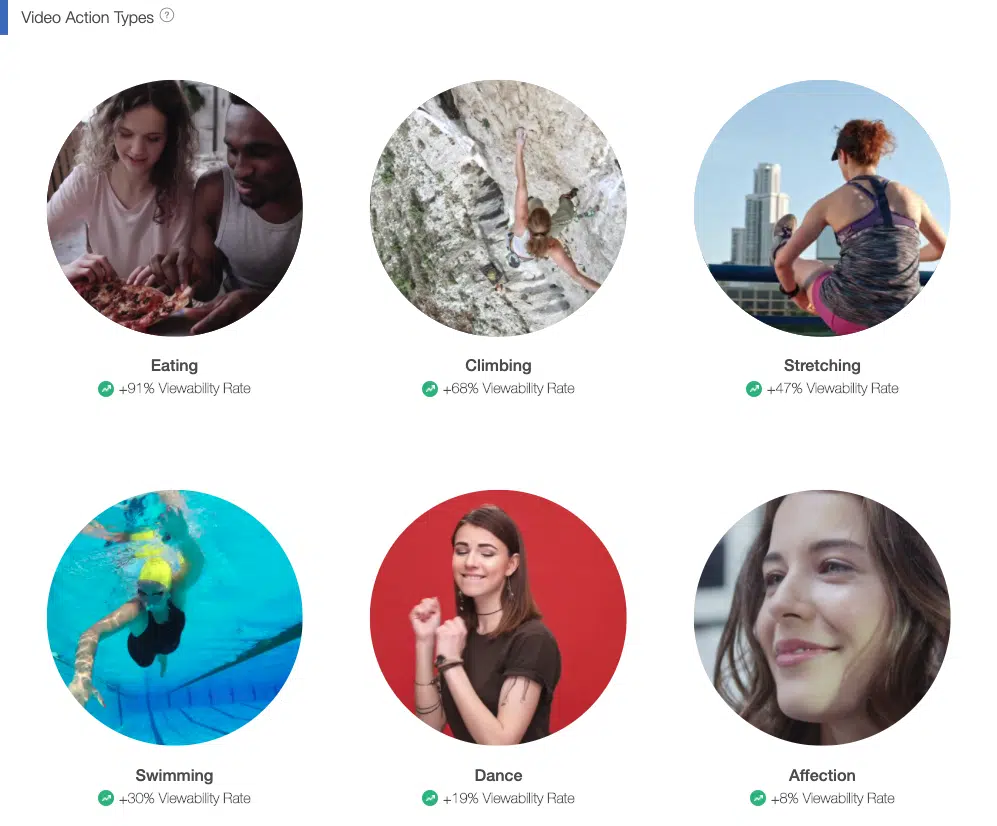 Video Action Types ?
Eating
+91% Viewability Rate
Climbing
+68% Viewability Rate
Stretching
+47% Viewability Rate
Swimming
+30% Viewability Rate
Dance
+19% Viewability Rate
Affection
+8% Viewability Rate